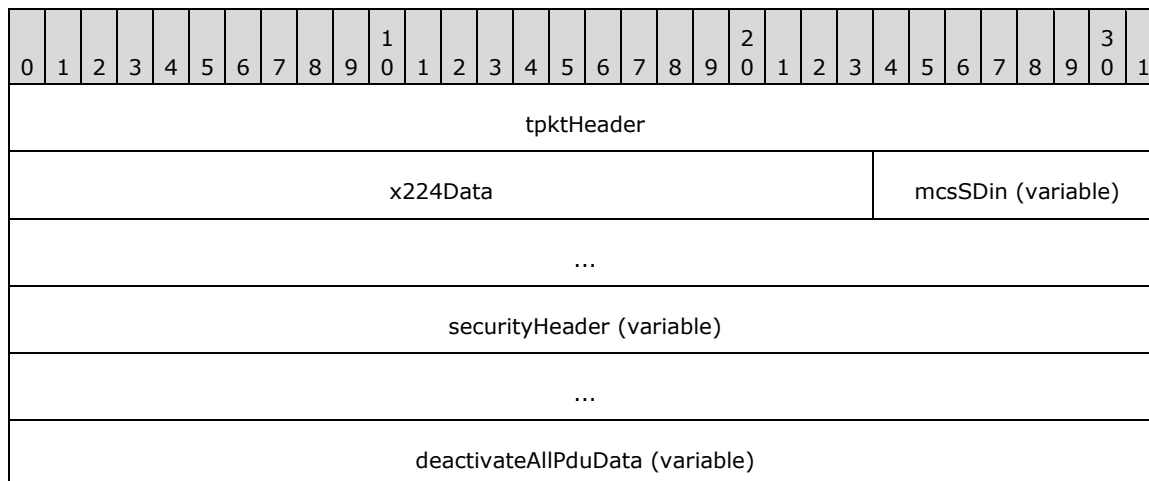 1 2 3
0 1 2 3 4 5 6 7 8 9 0 1 2 3 4 5 6 7 8 9 0 1 2 3 4 5 6 7 8 9 0 1
tpktHeader
x224Data mcsSDin (variable)
...
securityHeader (variable)
...
deactivateAllPduData (variable)